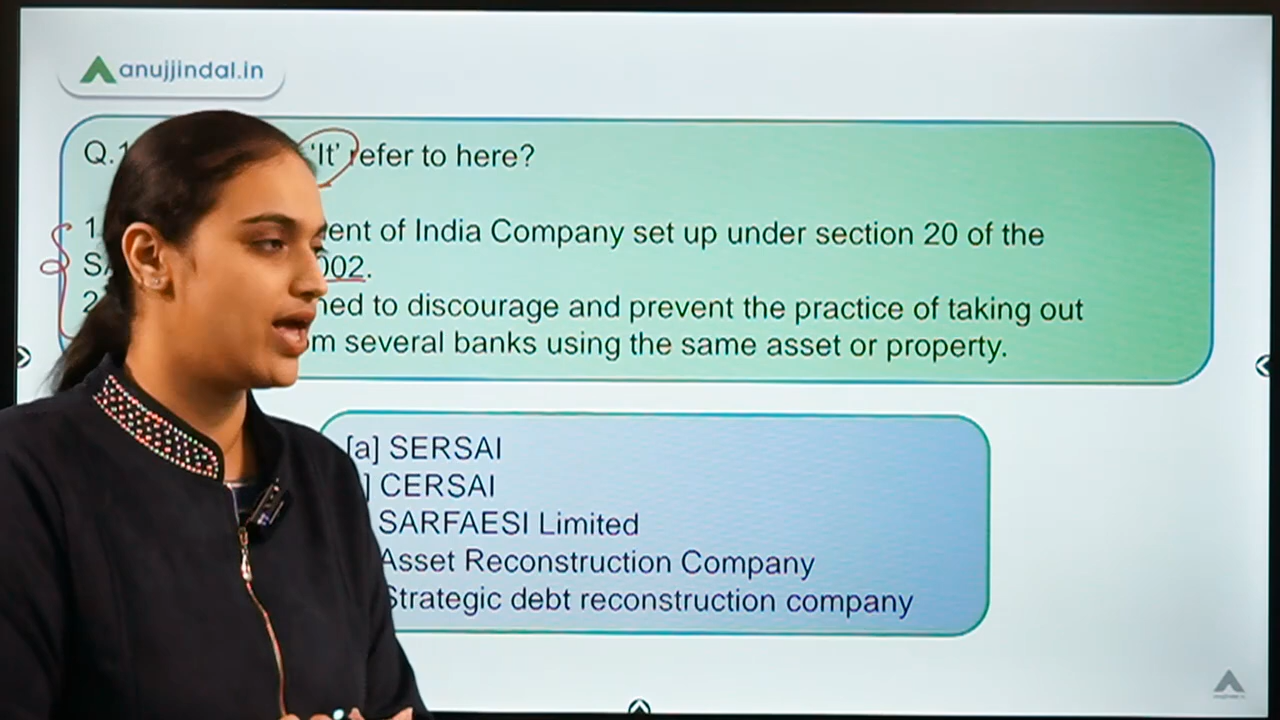 anujjindal.in
Q.1 'It' refer to here?
1 ent of India Company set up under section 20 of the
SA 002.
2 ned to discourage and prevent the practice of taking out
m several banks using the same asset or property.
[a] SERSAI
] CERSAI
SARFAESI Limited
Asset Reconstruction Company
Strategic debt reconstruction company